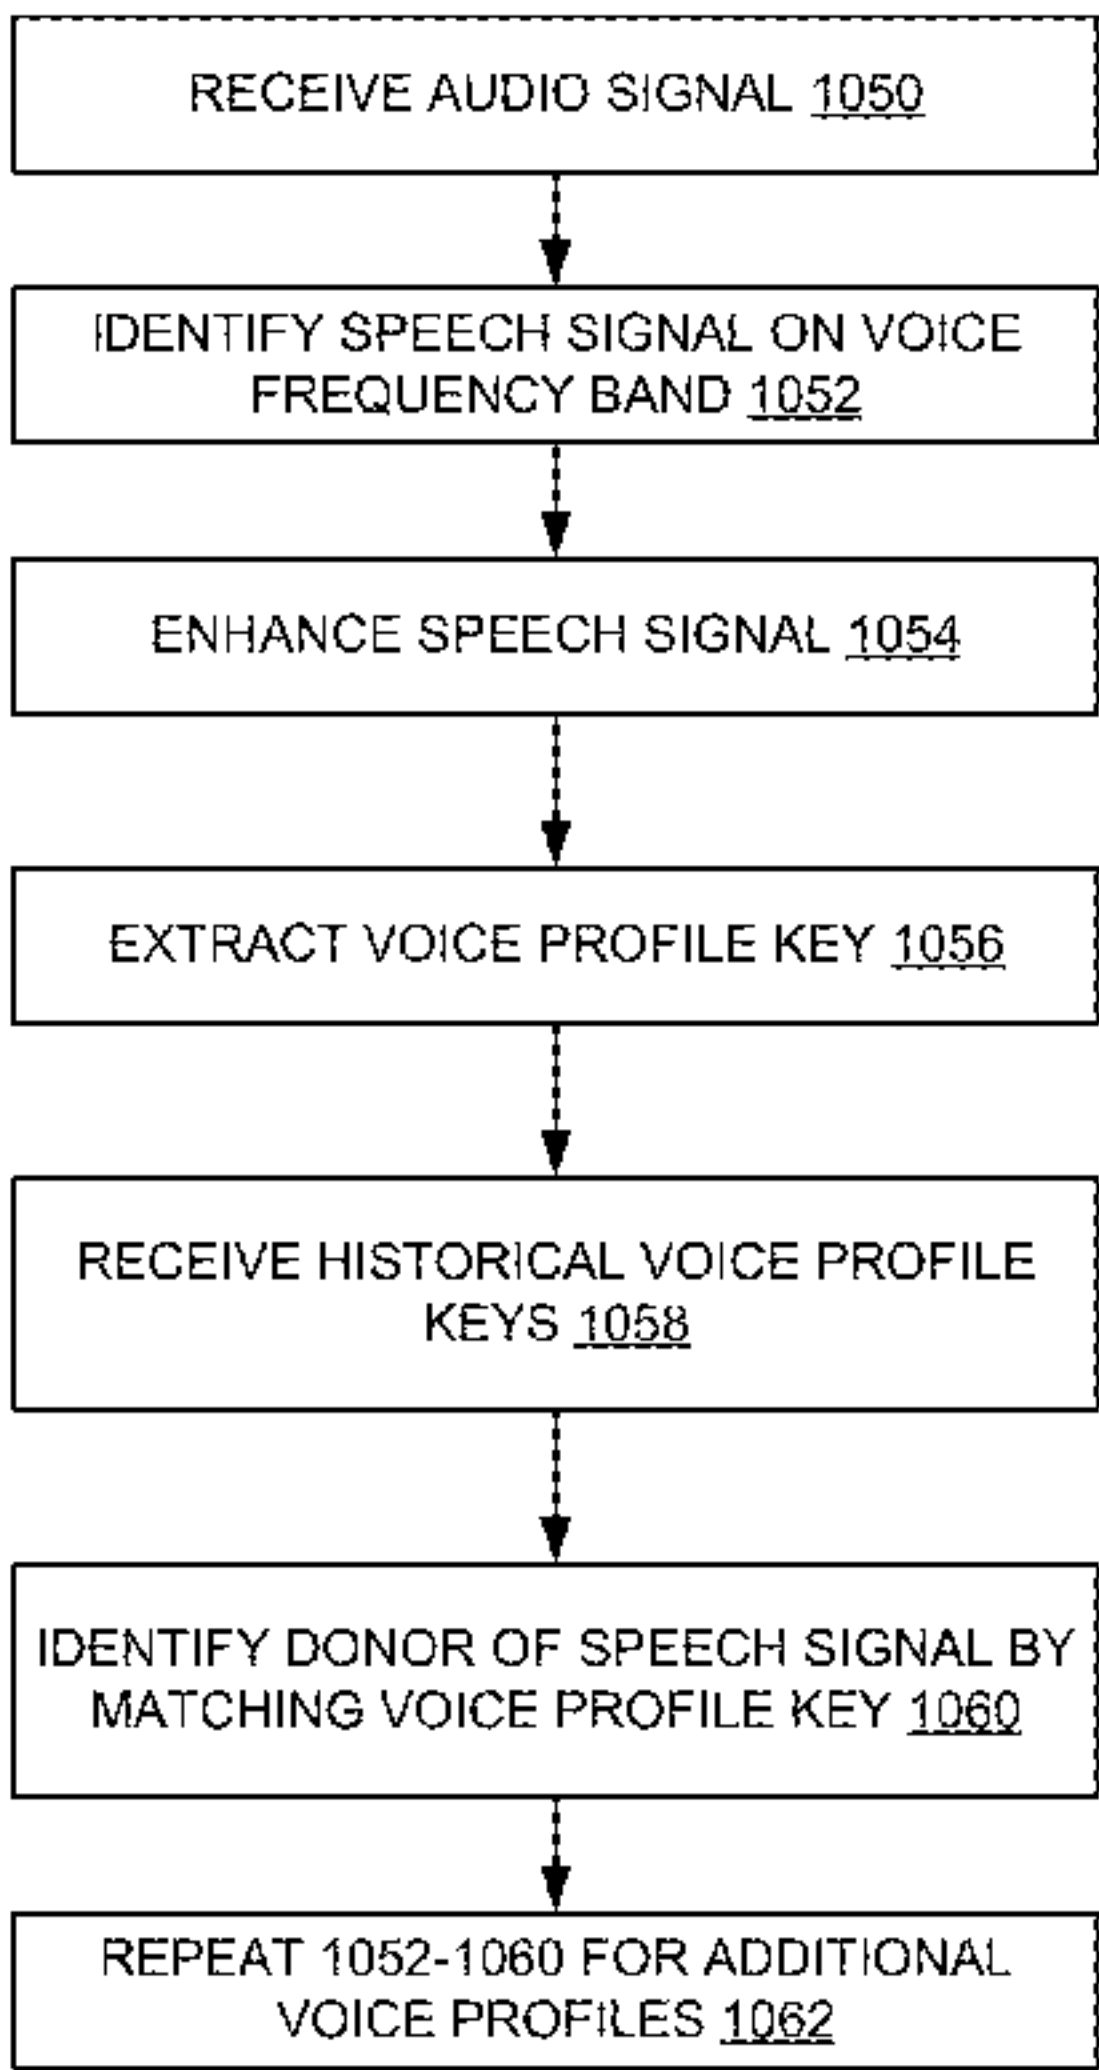 RECEIVE AUDIO SIGNAL 1050
IDENTIFY SPEECH SIGNAL ON VOICE
FREQUENCY BAND 1052
ENHANCE SPEECH SIGNAL 1054
EXTRACT VOICE PROFILE KEY 1056
RECEIVE HISTORICAL VOICE PROFILE
KEYS 1058
IDENTIFY DONOR OF SPEECH SIGNAL BY
MATCHING VOICE PROFILE KEY 1060
REPEAT 1052-1060 FOR ADDITIONAL
VOICE PROFILES 1062